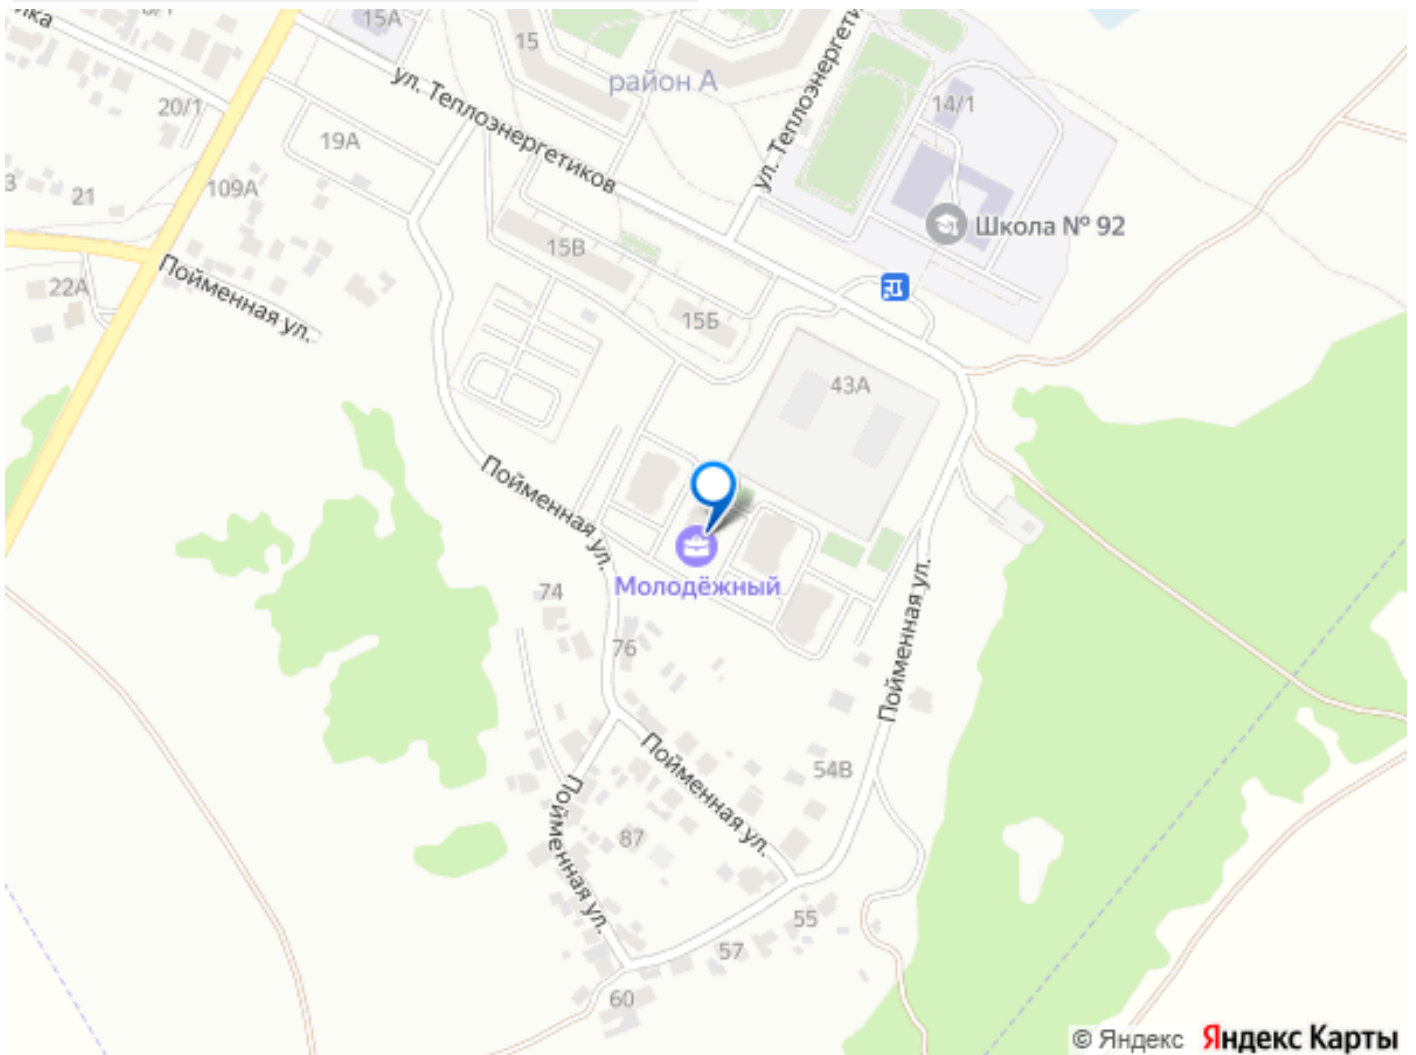 15А
15
район А
ул. Теплоэнергетиков
20/1
19А
14/1
21
109А
Школа № 92
15В
22А
Пойменная ул.
15Б
43А
Пойменная ул.
Молодёжный
74
76
Пойменная ул.
Пойменная ул.
54В
Пойменная ул.
87
55
57
60
© Яндекс Яндекс Карты